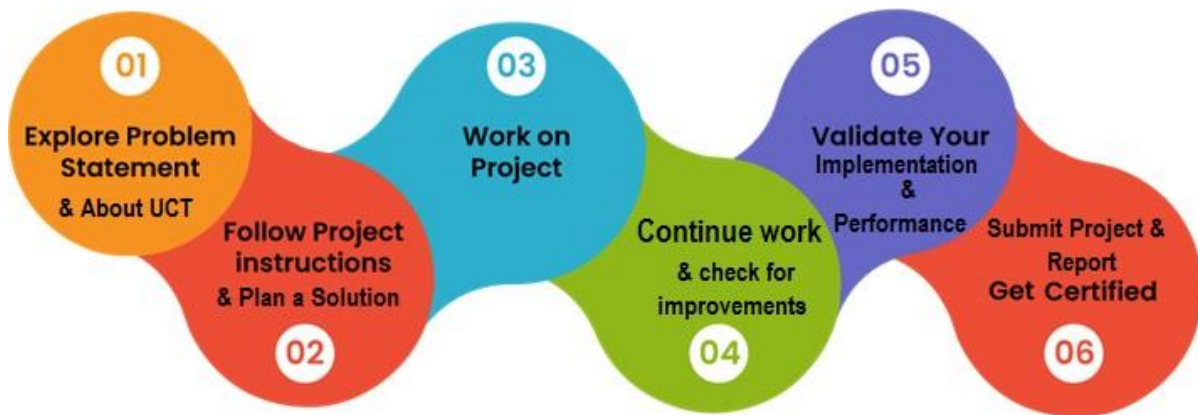 01
Explore Problem
Statement
& About UCT
Follow Project
instructions
& Plan a Solution
02
03
Work on
Project
Continue work
& check for
improvements
04
05
Validate Your
Implementation
&
Performance
Submit Project &
Report
Get Certified
06